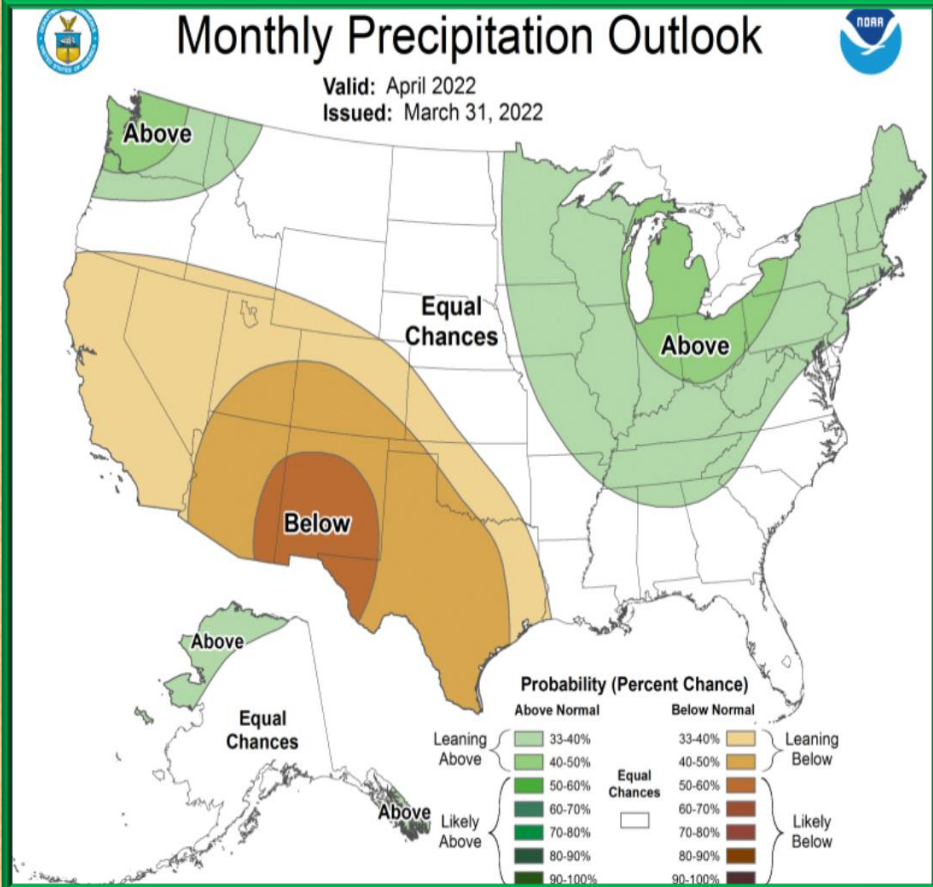 Monthly Precipitation Outlook
NOAA
Valid: April 2022
Issued: March 31, 2022
Above
Equal
Chances
Above
Below
Above
Equal
Chances
Above
Probability (Percent Chance)
Above Normal
Below Normal
Leaning
Above
33-40%
40-50%
50-60%
60-70%
70-80%
80-90%
90-100%
Likely
Above
Equal
Chances
33-40%
40-50%
50-60%
60-70%
70-80%
80-90%
90-100%
Leaning
Below
Likely
Below